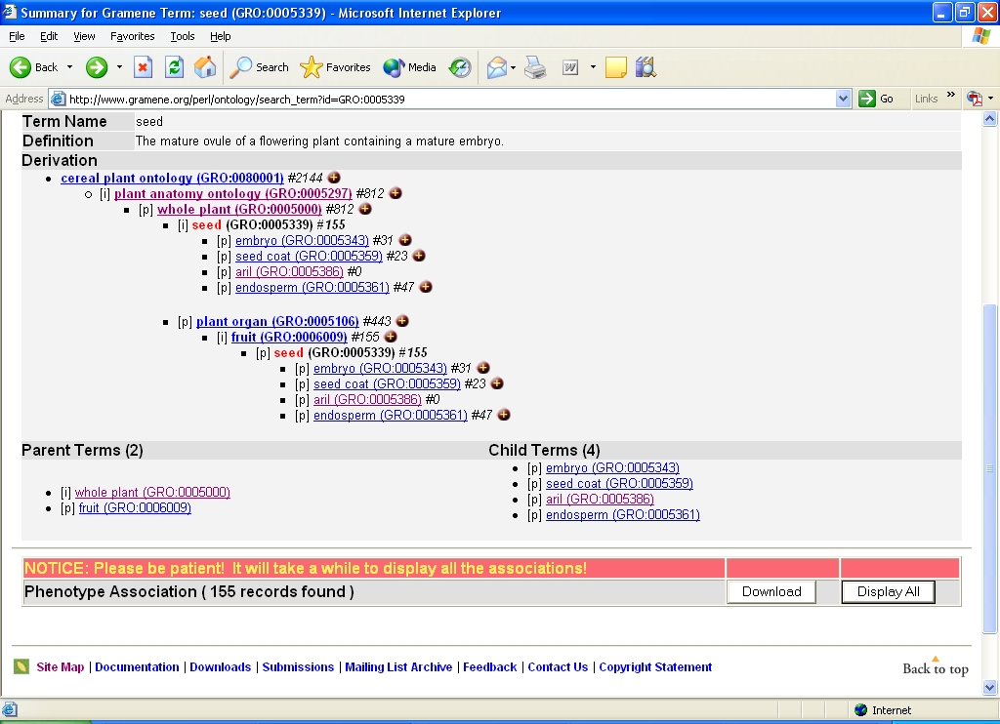 Summary for Gramene Term: seed (GRO:0005339) - Microsoft Internet Explorer
File Edit View Favorites Tools Help
Back Search Favorites Media
Address http://www.gramene.org/perl/ontology/search_term?id=GRO:0005339 Go Links »
Term Name seed
Definition The mature ovule of a flowering plant containing a mature embryo.
Derivation
cereal plant ontology (GRO:0080001) #2144
[i] plant anatomy ontology (GRO:0005297) #812
[p] whole plant (GRO:0005000) #812
[i] seed (GRO:0005339) #155
[p] embryo (GRO:0005343) #31
[p] seed coat (GRO:0005359) #23
[p] aril (GRO:0005386) #0
[p] endosperm (GRO:0005361) #47
[p] plant organ (GRO:0005106) #443
[i] fruit (GRO:0006009) #155
[p] seed (GRO:0005339) #155
[p] embryo (GRO:0005343) #31
[p] seed coat (GRO:0005359) #23
[p] aril (GRO:0005386) #0
[p] endosperm (GRO:0005361) #47
Parent Terms (2)
[i] whole plant (GRO:0005000)
[p] fruit (GRO:0006009)
Child Terms (4)
[p] embryo (GRO:0005343)
[p] seed coat (GRO:0005359)
[p] aril (GRO:0005386)
[p] endosperm (GRO:0005361)
NOTICE: Please be patient! It will take a while to display all the associations!
Phenotype Association ( 155 records found ) Download Display All
Site Map | Documentation | Downloads | Submissions | Mailing List Archive | Feedback | Contact Us | Copyright Statement
Back to top
Internet